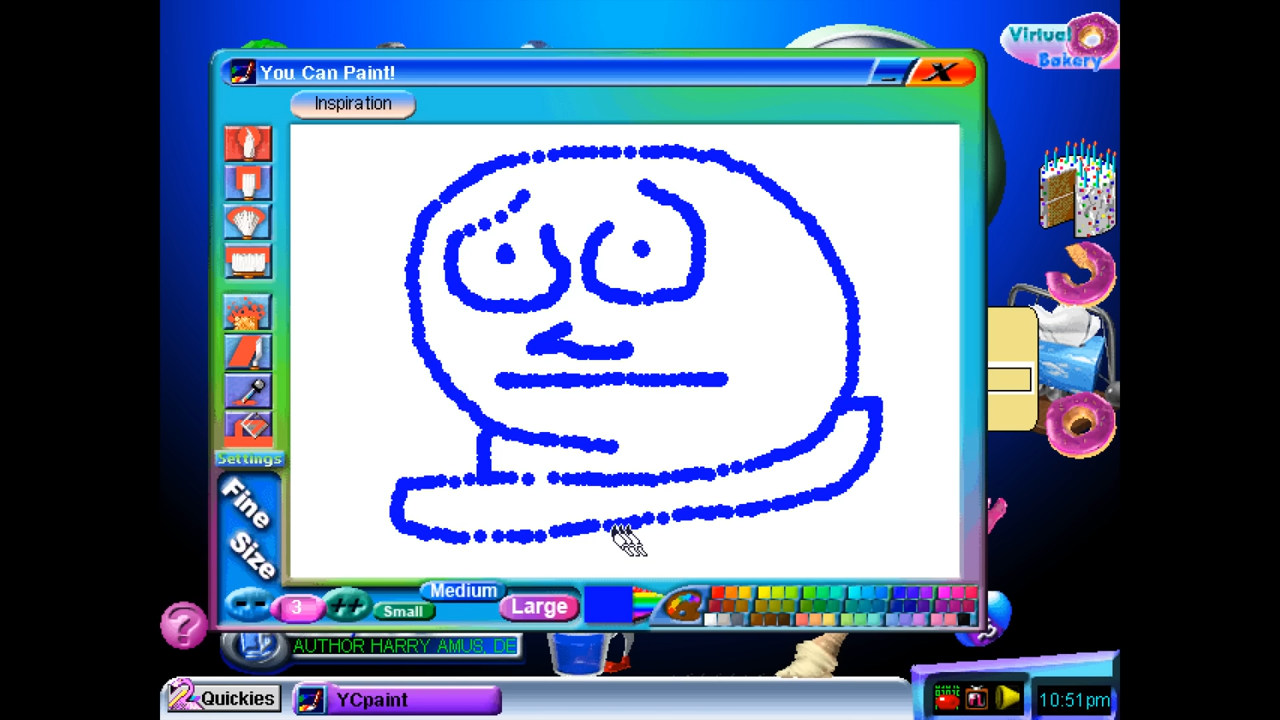 Virtual
Bakery
You Can Paint!
Inspiration
Settings
Fine
Size
3
Small
Medium
Large
AUTHOR HARRY AMUS, DE
Quickies
YCpaint
10:51pm